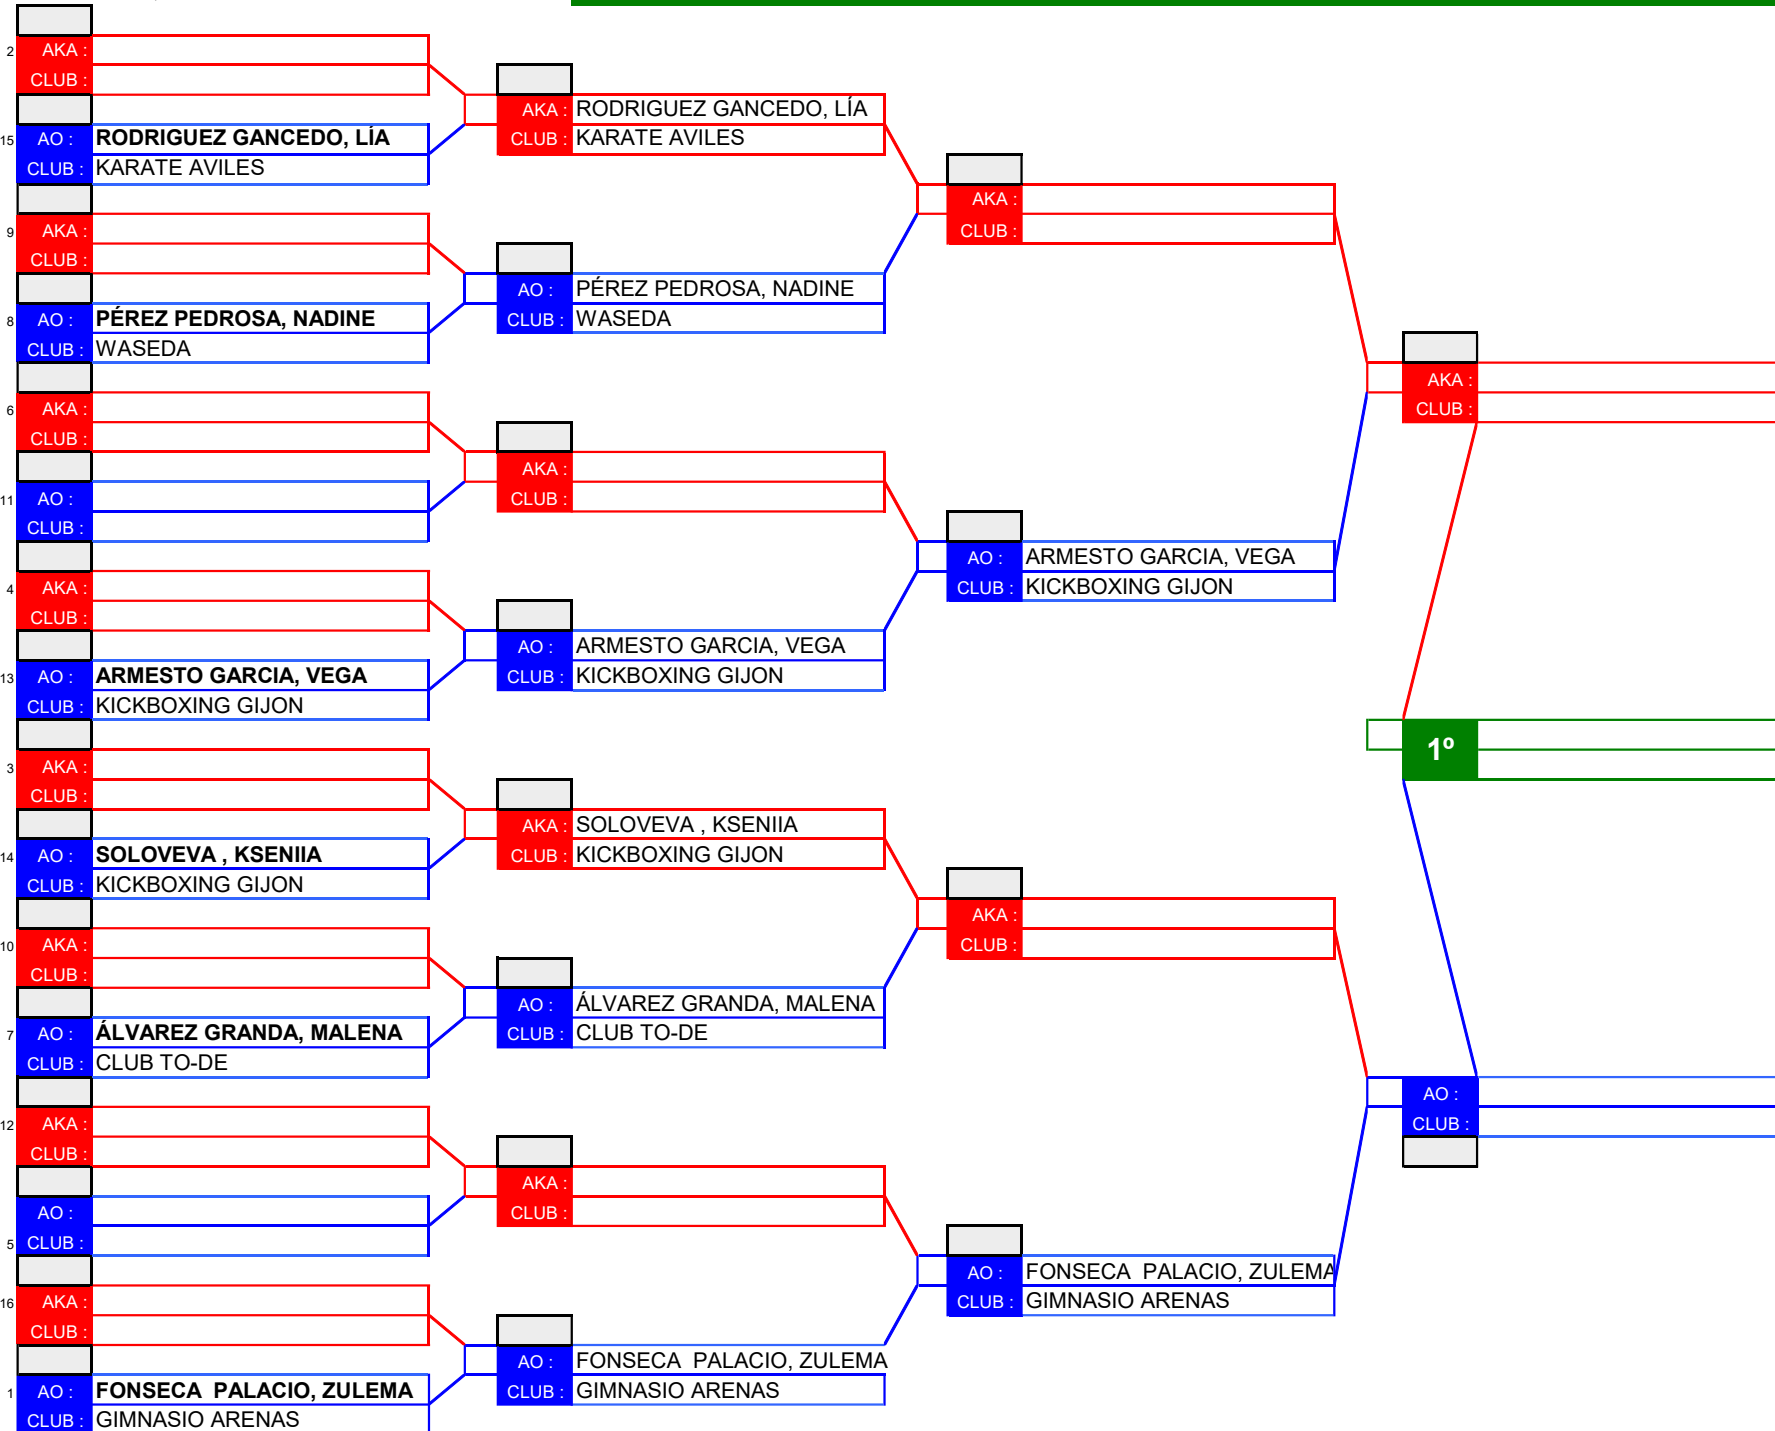 2 AKA :
CLUB :
15 AO : RODRIGUEZ GANCEDO, LÍA
CLUB : KARATE AVILES
9 AKA :
CLUB :
8 AO : PÉREZ PEDROSA, NADINE
CLUB : WASEDA
6 AKA :
CLUB :
11 AO :
CLUB :
4 AKA :
CLUB :
13 AO : ARMESTO GARCIA, VEGA
CLUB : KICKBOXING GIJON
3 AKA :
CLUB :
14 AO : SOLOVEVA , KSENIIA
CLUB : KICKBOXING GIJON
10 AKA :
CLUB :
7 AO : ÁLVAREZ GRANDA, MALENA
CLUB : CLUB TO-DE
12 AKA :
CLUB :
AO :
5 CLUB :
16 AKA :
CLUB :
1 AO : FONSECA  PALACIO, ZULEMA
CLUB : GIMNASIO ARENAS
AKA : RODRIGUEZ GANCEDO, LÍA
CLUB : KARATE AVILES
AO : PÉREZ PEDROSA, NADINE
CLUB : WASEDA
AKA :
CLUB :
AO : ARMESTO GARCIA, VEGA
CLUB : KICKBOXING GIJON
AKA : SOLOVEVA , KSENIIA
CLUB : KICKBOXING GIJON
AO : ÁLVAREZ GRANDA, MALENA
CLUB : CLUB TO-DE
AKA :
CLUB :
AO : FONSECA  PALACIO, ZULEMA
CLUB : GIMNASIO ARENAS
AKA :
CLUB :
AO : ARMESTO GARCIA, VEGA
CLUB : KICKBOXING GIJON
AKA :
CLUB :
AO : FONSECA  PALACIO, ZULEMA
CLUB : GIMNASIO ARENAS
AKA :
CLUB :
1º
AO :
CLUB :